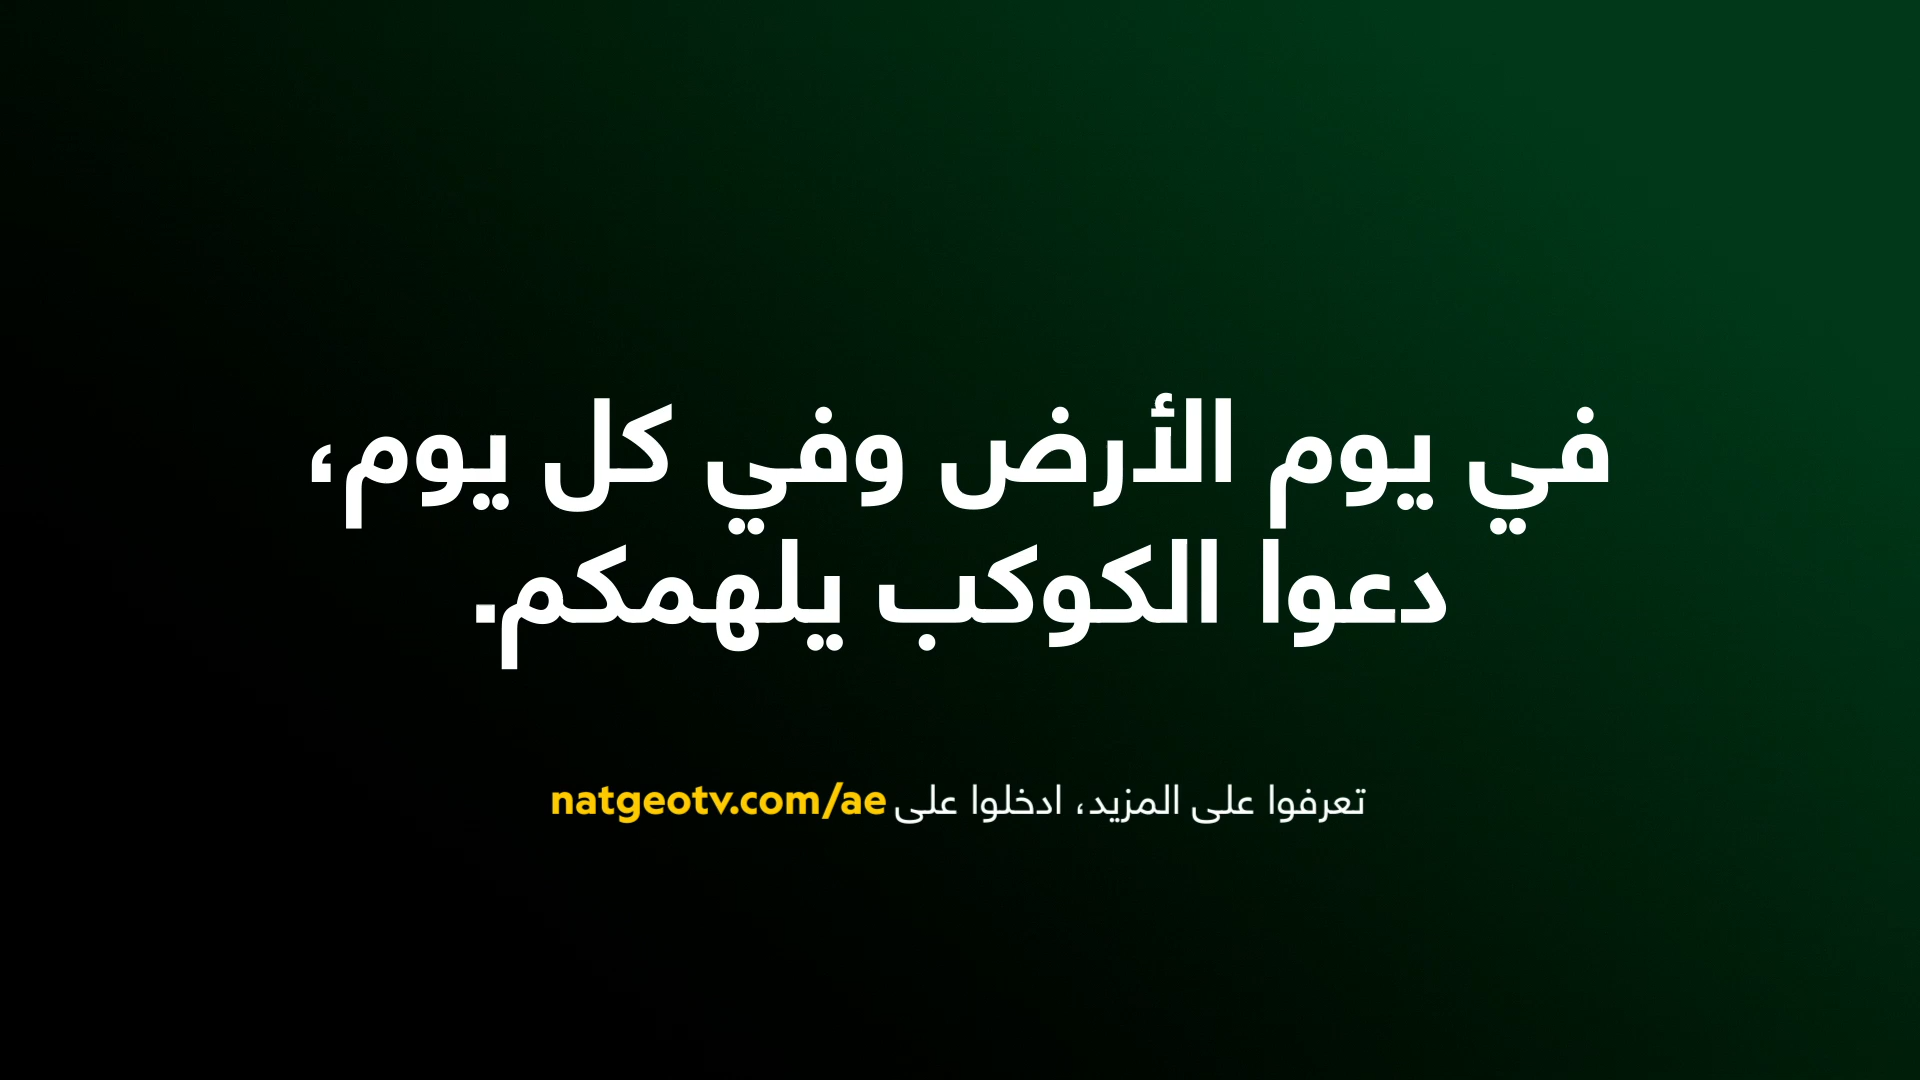 في يوم الأرض وفي كل يوم،
دعوا الكوكب يلهمكم.
تعرفوا على المزيد، ادخلوا على natgeotv.com/ae